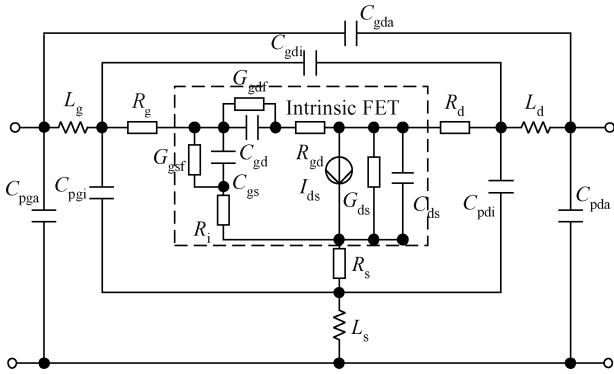 C_gda
C_gdi
G_gdf
L_g
R_g
Intrinsic FET
R_d
L_d
G_gsf
C_gd
R_gd
C_pga
C_pgi
C_gs
I_ds
G_ds
C_ds
C_pdi
C_pda
R_i
R_s
L_s